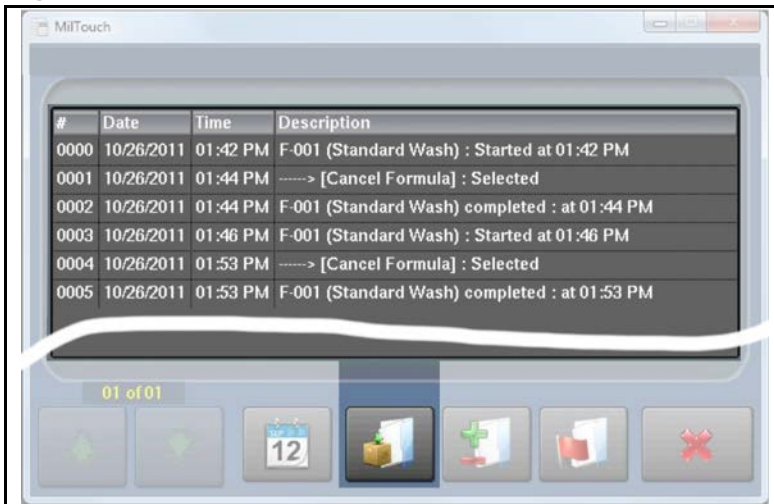 MilTouch
# Date Time Description
0000 10/26/2011 01:42 PM F-001 (Standard Wash) : Started at 01:42 PM
0001 10/26/2011 01:44 PM -----> [Cancel Formula] : Selected
0002 10/26/2011 01:44 PM F-001 (Standard Wash) completed : at 01:44 PM
0003 10/26/2011 01:46 PM F-001 (Standard Wash) : Started at 01:46 PM
0004 10/26/2011 01:53 PM -----> [Cancel Formula] : Selected
0005 10/26/2011 01:53 PM F-001 (Standard Wash) completed : at 01:53 PM
01 of 01
12